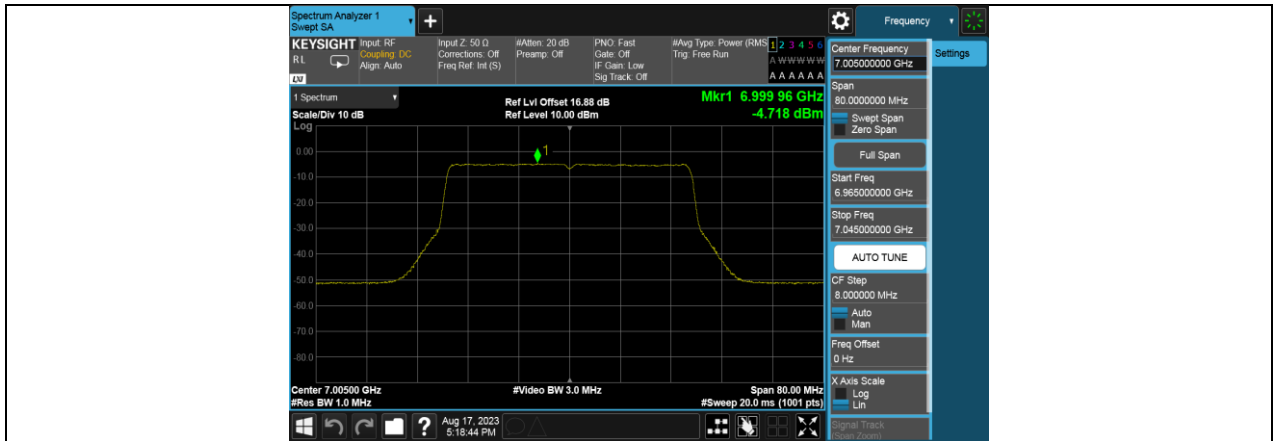 Spectrum Analyzer 1
Swept SA
Frequency
KEYSIGHT
R L
LXI
Input: RF
Coupling: DC
Align: Auto
Input Z: 50 Ω
Corrections: Off
Freq Ref: Int (S)
#Atten: 20 dB
Preamp: Off
PNO: Fast
Gate: Off
IF Gain: Low
Sig Track: Off
#Avg Type: Power (RMS
Trig: Free Run
1 2 3 4 5 6
A W W W W W
A A A A A A
1 Spectrum
Scale/Div 10 dB
Ref Lvl Offset 16.88 dB
Ref Level 10.00 dBm
Mkr1 6.999 96 GHz
-4.718 dBm
Log
1
0.00
-10.0
-20.0
-30.0
-40.0
-50.0
-60.0
-70.0
-80.0
Center 7.00500 GHz
#Res BW 1.0 MHz
#Video BW 3.0 MHz
Span 80.00 MHz
#Sweep 20.0 ms (1001 pts)
Aug 17, 2023
5:18:44 PM
Settings
Center Frequency
7.005000000 GHz
Span
80.0000000 MHz
Swept Span
Zero Span
Full Span
Start Freq
6.965000000 GHz
Stop Freq
7.045000000 GHz
AUTO TUNE
CF Step
8.000000 MHz
Auto
Man
Freq Offset
0 Hz
X Axis Scale
Log
Lin
Signal Track
(Span Zoom)